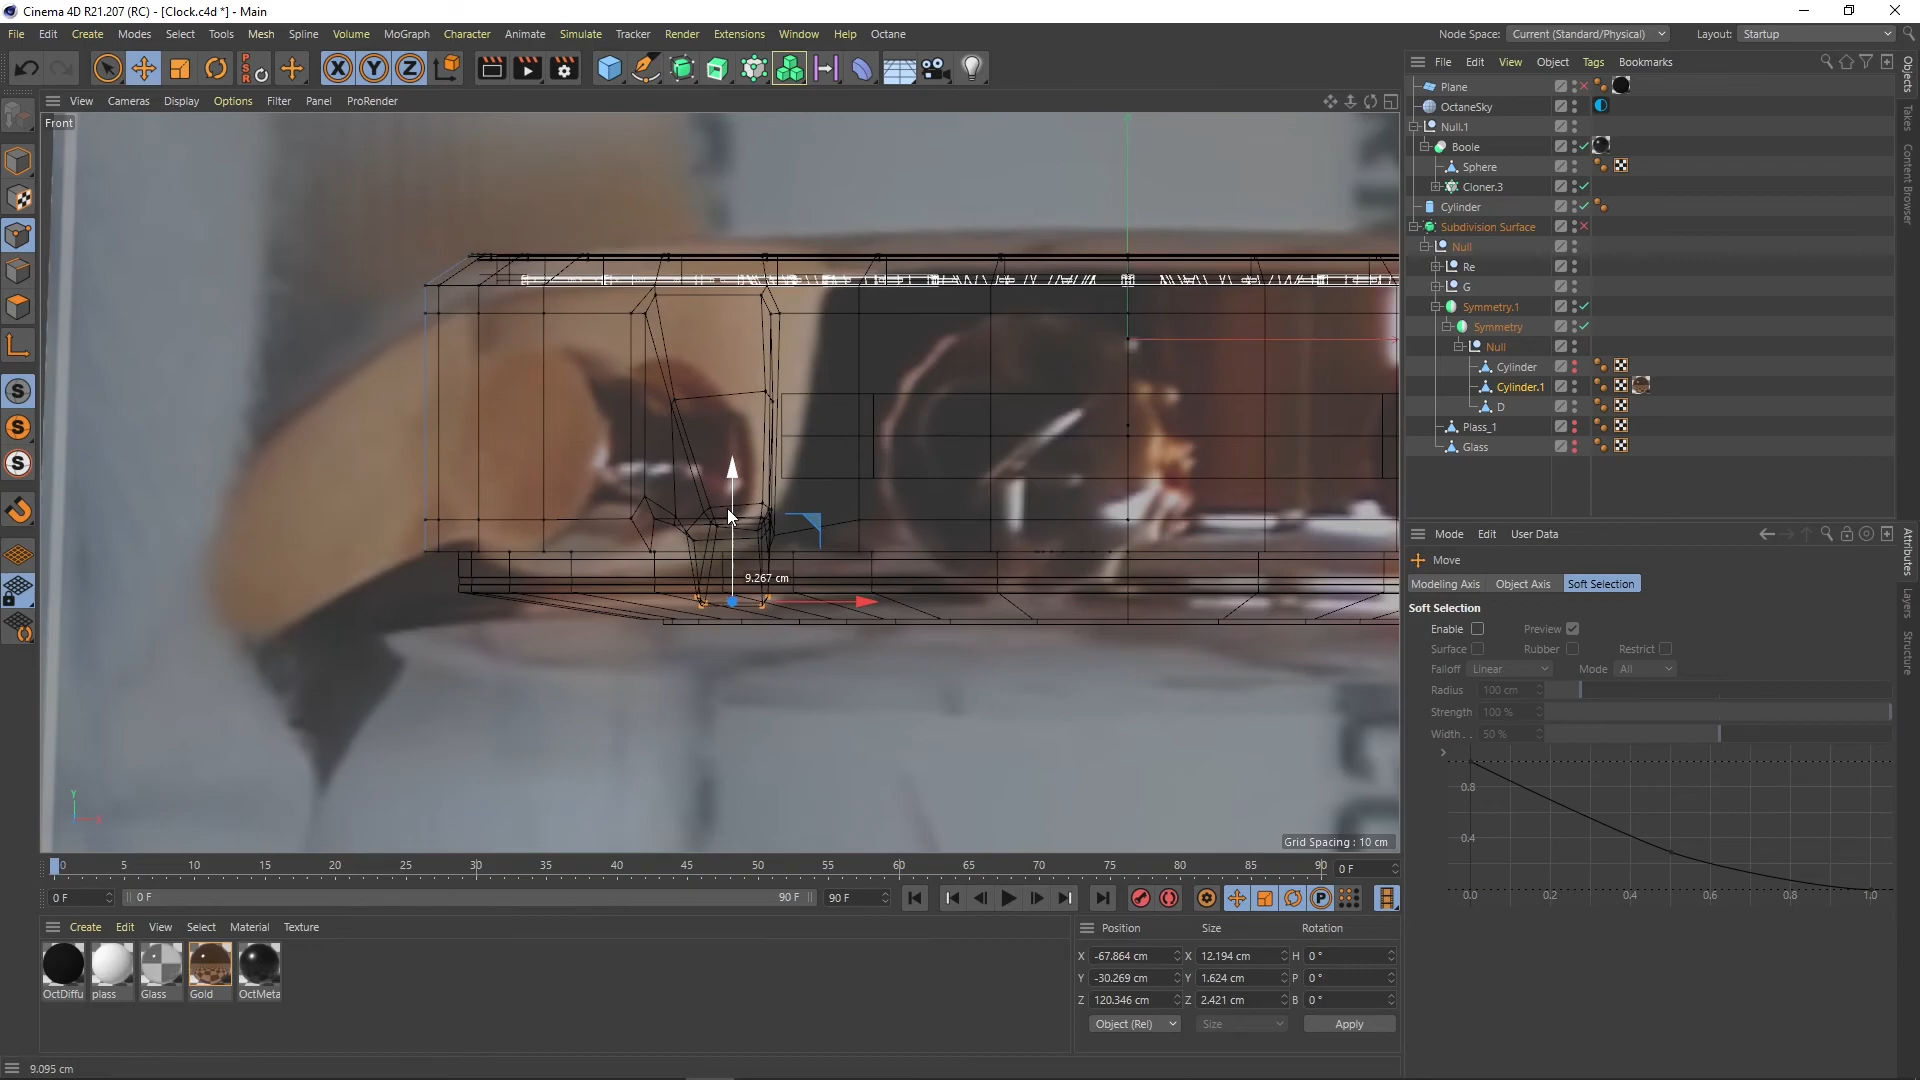 Cinema 4D R21.207 (RC) - [Clock.c4d *] - Main
File Edit Create Modes Select Tools Mesh Spline Volume MoGraph Character Animate Simulate Tracker Render Extensions Window Help Octane
Node Space: Current (Standard/Physical) Layout: Startup
File Edit View Object Tags Bookmarks
View Cameras Display Options Filter Panel ProRender
Front
Plane
OctaneSky
Null.1
Boole
Sphere
Cloner.3
Cylinder
Subdivision Surface
Null
Re
G
Symmetry.1
Symmetry
Null
Cylinder
Cylinder.1
D
Plass_1
Glass
Objects
Takes
Content Browser
Mode Edit User Data
Move
Modeling Axis Object Axis Soft Selection
Soft Selection
Enable Preview
Surface Rubber Restrict
Falloff Linear Mode All
Radius 100 cm
Strength 100 %
Width . . 50 %
0.8
0.4
0.0 0.2 0.4 0.6 0.8 1.0
Attributes
Layers
Structure
9.267 cm
Y
Grid Spacing : 10 cm
0 5 10 15 20 25 30 35 40 45 50 55 60 65 70 75 80 85 90 0 F
0 F 0 F 90 F 90 F
Create Edit View Select Material Texture
OctDiffu plass Glass Gold OctMeta
Position Size Rotation
X -67.864 cm X 12.194 cm H 0 °
Y -30.269 cm Y 1.624 cm P 0 °
Z 120.346 cm Z 2.421 cm B 0 °
Object (Rel) Size Apply
9.095 cm